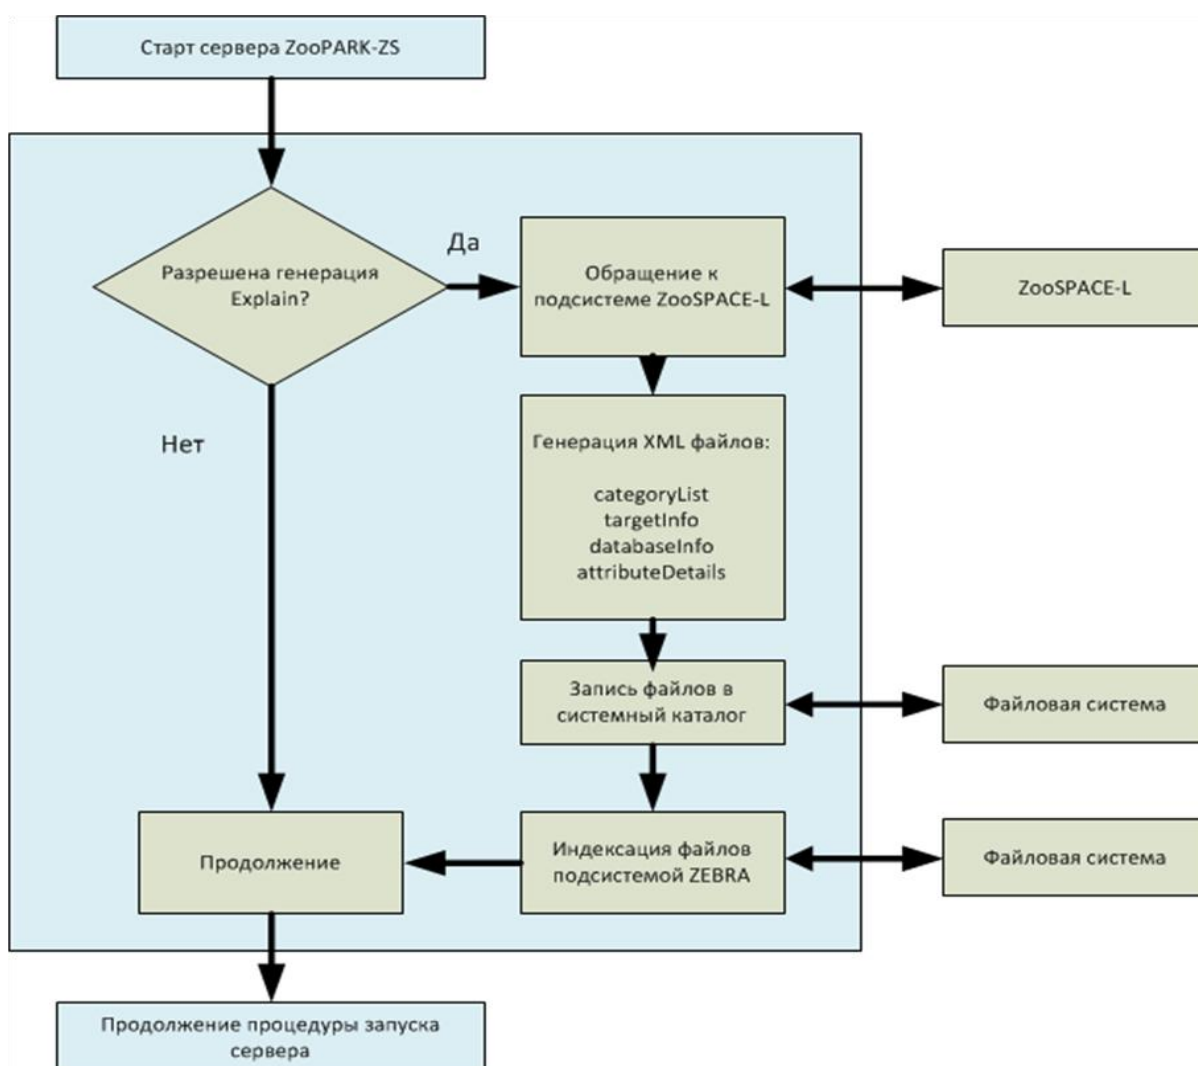 Старт сервера ZooPARK-ZS
Да
Разрешена генерация
Explain?
Обращение к
подсистеме ZooSPACE-L
ZooSPACE-L
Нет
Генерация XML файлов:
categoryList
targetInfo
databaseInfo
attributeDetails
Запись файлов в
системный каталог
Файловая система
Продолжение
Индексация файлов
подсистемой ZEBRA
Файловая система
Продолжение процедуры запуска
сервера